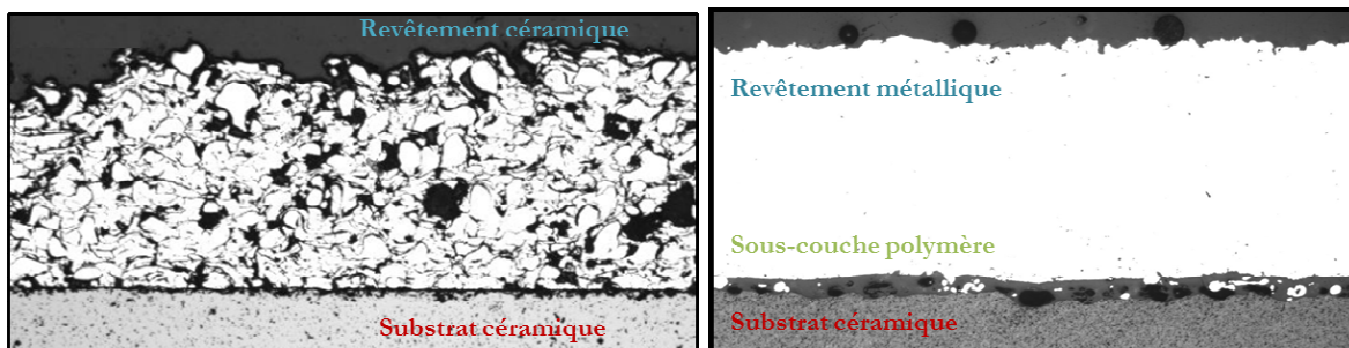 Revêtement céramique
Substrat céramique
Revêtement métallique
Sous-couche polymère
Substrat céramique